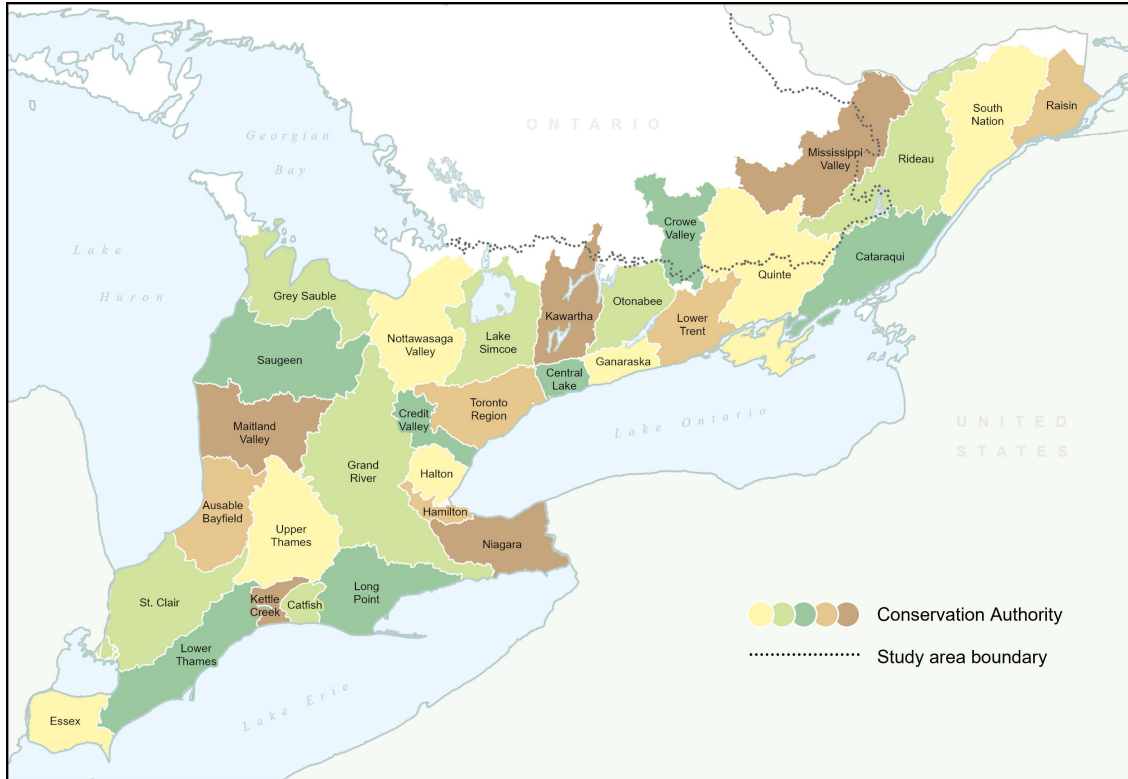 Georgian
Bay
ONTARIO
Lake
Huron
South
Nation
Raisin
Mississippi
Valley
Rideau
Crowe
Valley
Cataraqui
Quinte
Grey Sauble
Otonabee
Kawartha
Lower
Trent
Nottawasaga
Valley
Lake
Simcoe
Saugeen
Ganaraska
Central
Lake
Toronto
Region
Credit
Valley
Lake Ontario
UNITED
STATES
Maitland
Valley
Grand
River
Halton
Ausable
Bayfield
Hamilton
Upper
Thames
Niagara
Long
Point
St. Clair
Kettle
Creek
Catfish
Lower
Thames
Lake Erie
Essex
Conservation Authority
Study area boundary